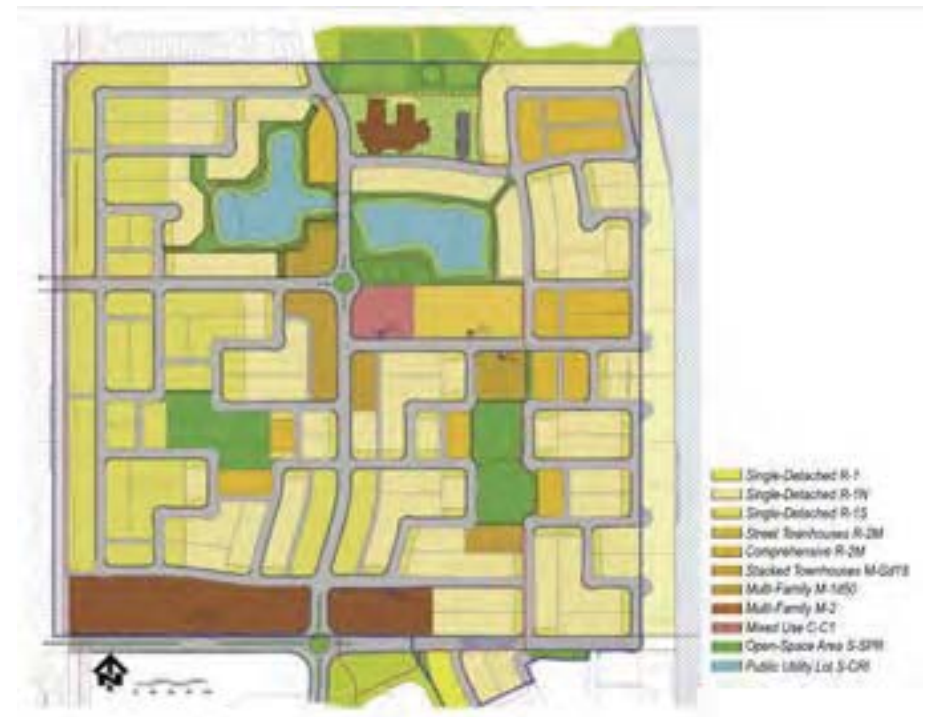 Single-Detached R-1
Single-Detached R-1N
Single-Detached R-1S
Street Townhouses R-2M
Comprehensive R-2M
Stacked Townhouses M-Gd18
Multi-Family M-1d50
Multi-Family M-2
Mixed Use C-C1
Open-Space Area S-SPR
Public Utility Lot S-CRI